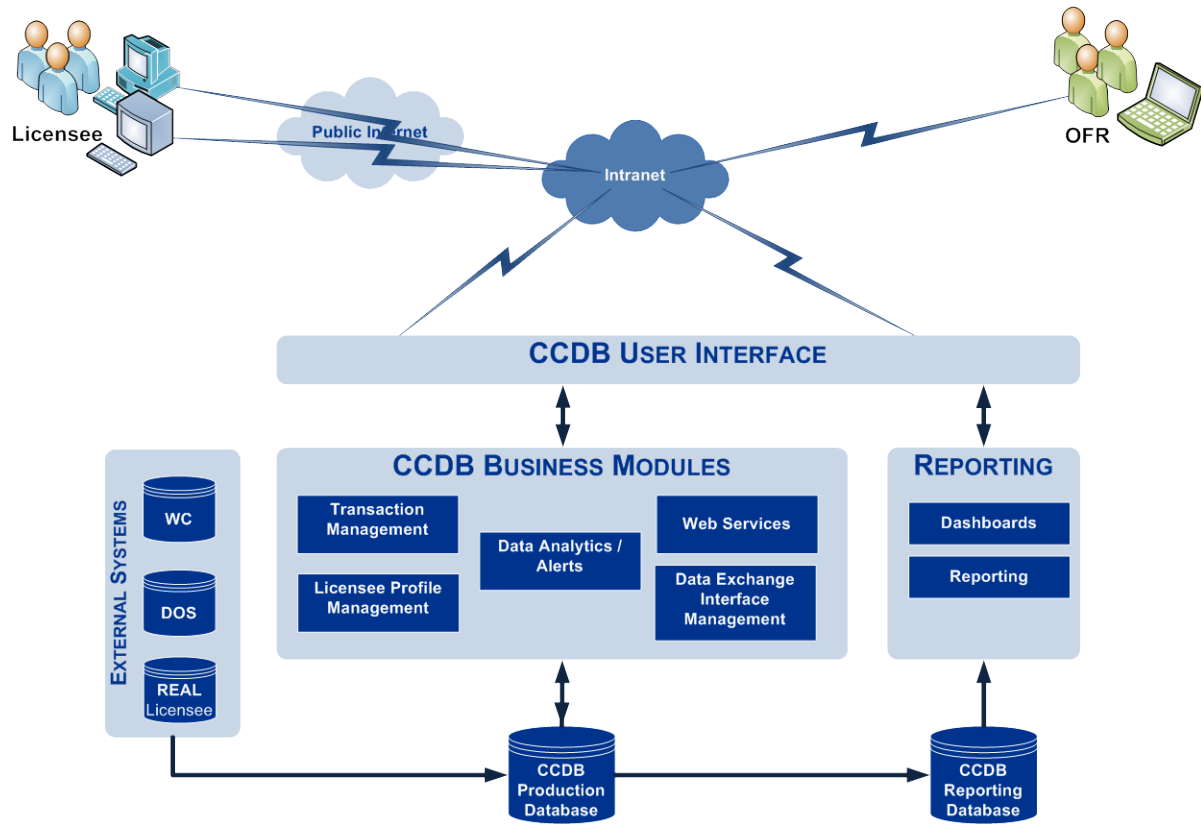 Licensee
Public Internet
Intranet
OFR
CCDB USER INTERFACE
EXTERNAL SYSTEMS
WC
DOS
REAL
Licensee
CCDB BUSINESS MODULES
Transaction
Management
Licensee Profile
Management
Data Analytics /
Alerts
Web Services
Data Exchange
Interface
Management
REPORTING
Dashboards
Reporting
CCDB
Production
Database
CCDB
Reporting
Database